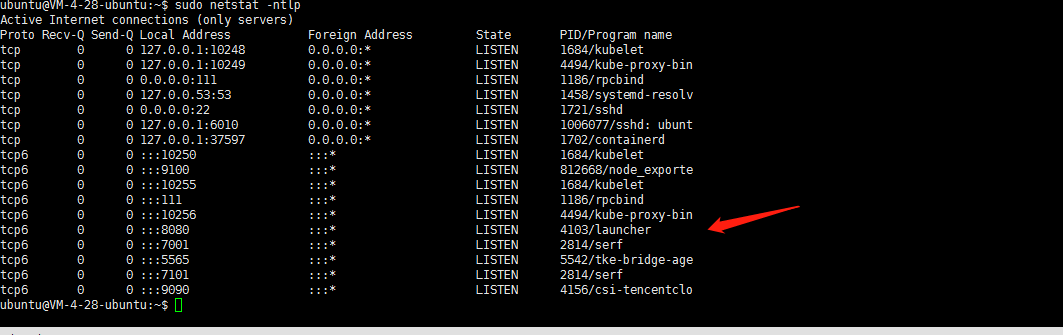 ubuntu@VM-4-28-ubuntu:~$ sudo netstat -ntlp
Active Internet connections (only servers)
Proto Recv-Q Send-Q Local Address Foreign Address State PID/Program name
tcp 0 0 127.0.0.1:10248 0.0.0.0:* LISTEN 1684/kubelet
tcp 0 0 127.0.0.1:10249 0.0.0.0:* LISTEN 4494/kube-proxy-bin
tcp 0 0 0.0.0.0:111 0.0.0.0:* LISTEN 1186/rpcbind
tcp 0 0 127.0.0.53:53 0.0.0.0:* LISTEN 1458/systemd-resolv
tcp 0 0 0.0.0.0:22 0.0.0.0:* LISTEN 1721/sshd
tcp 0 0 127.0.0.1:6010 0.0.0.0:* LISTEN 1006077/sshd: ubunt
tcp 0 0 127.0.0.1:37597 0.0.0.0:* LISTEN 1702/containerd
tcp6 0 0 :::10250 :::* LISTEN 1684/kubelet
tcp6 0 0 :::9100 :::* LISTEN 812668/node_exporte
tcp6 0 0 :::10255 :::* LISTEN 1684/kubelet
tcp6 0 0 :::111 :::* LISTEN 1186/rpcbind
tcp6 0 0 :::10256 :::* LISTEN 4494/kube-proxy-bin
tcp6 0 0 :::8080 :::* LISTEN 4103/launcher
tcp6 0 0 :::7001 :::* LISTEN 2814/serf
tcp6 0 0 :::5565 :::* LISTEN 5542/tke-bridge-age
tcp6 0 0 :::7101 :::* LISTEN 2814/serf
tcp6 0 0 :::9090 :::* LISTEN 4156/csi-tencentclo
ubuntu@VM-4-28-ubuntu:~$